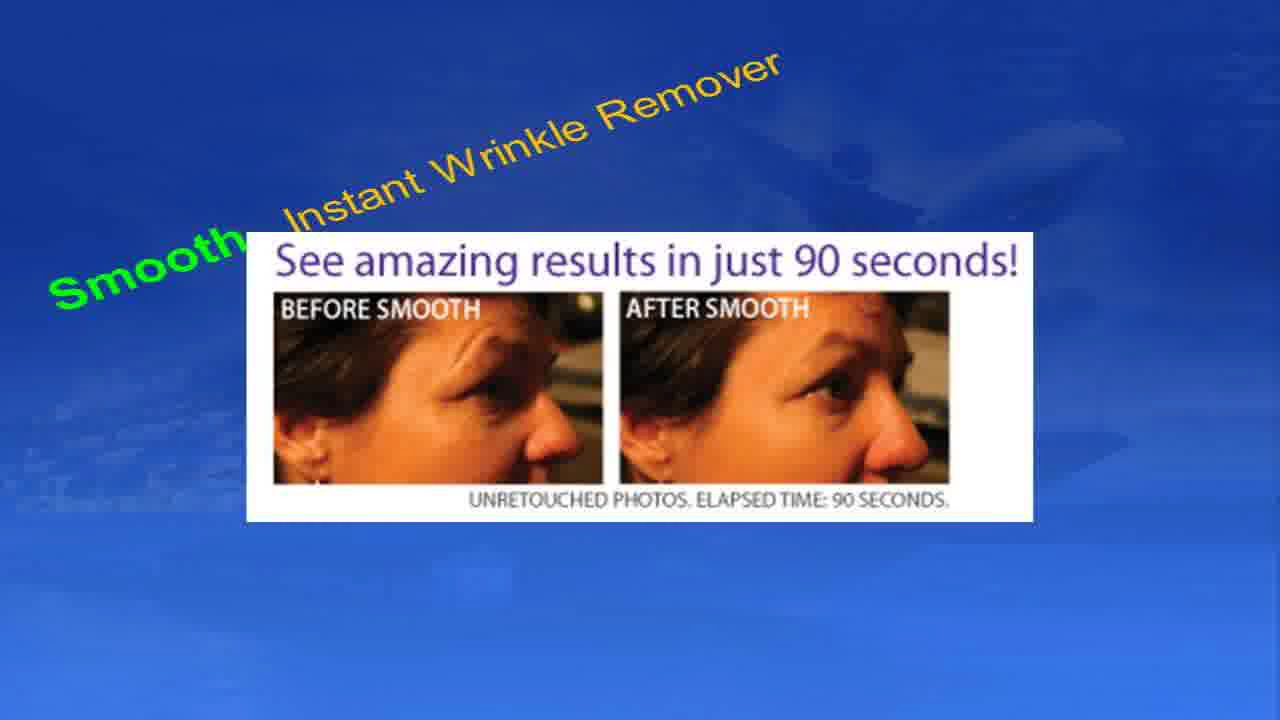 Smooth Instant Wrinkle Remover
See amazing results in just 90 seconds!
BEFORE SMOOTH
AFTER SMOOTH
UNRETOUCHED PHOTOS. ELAPSED TIME: 90 SECONDS.